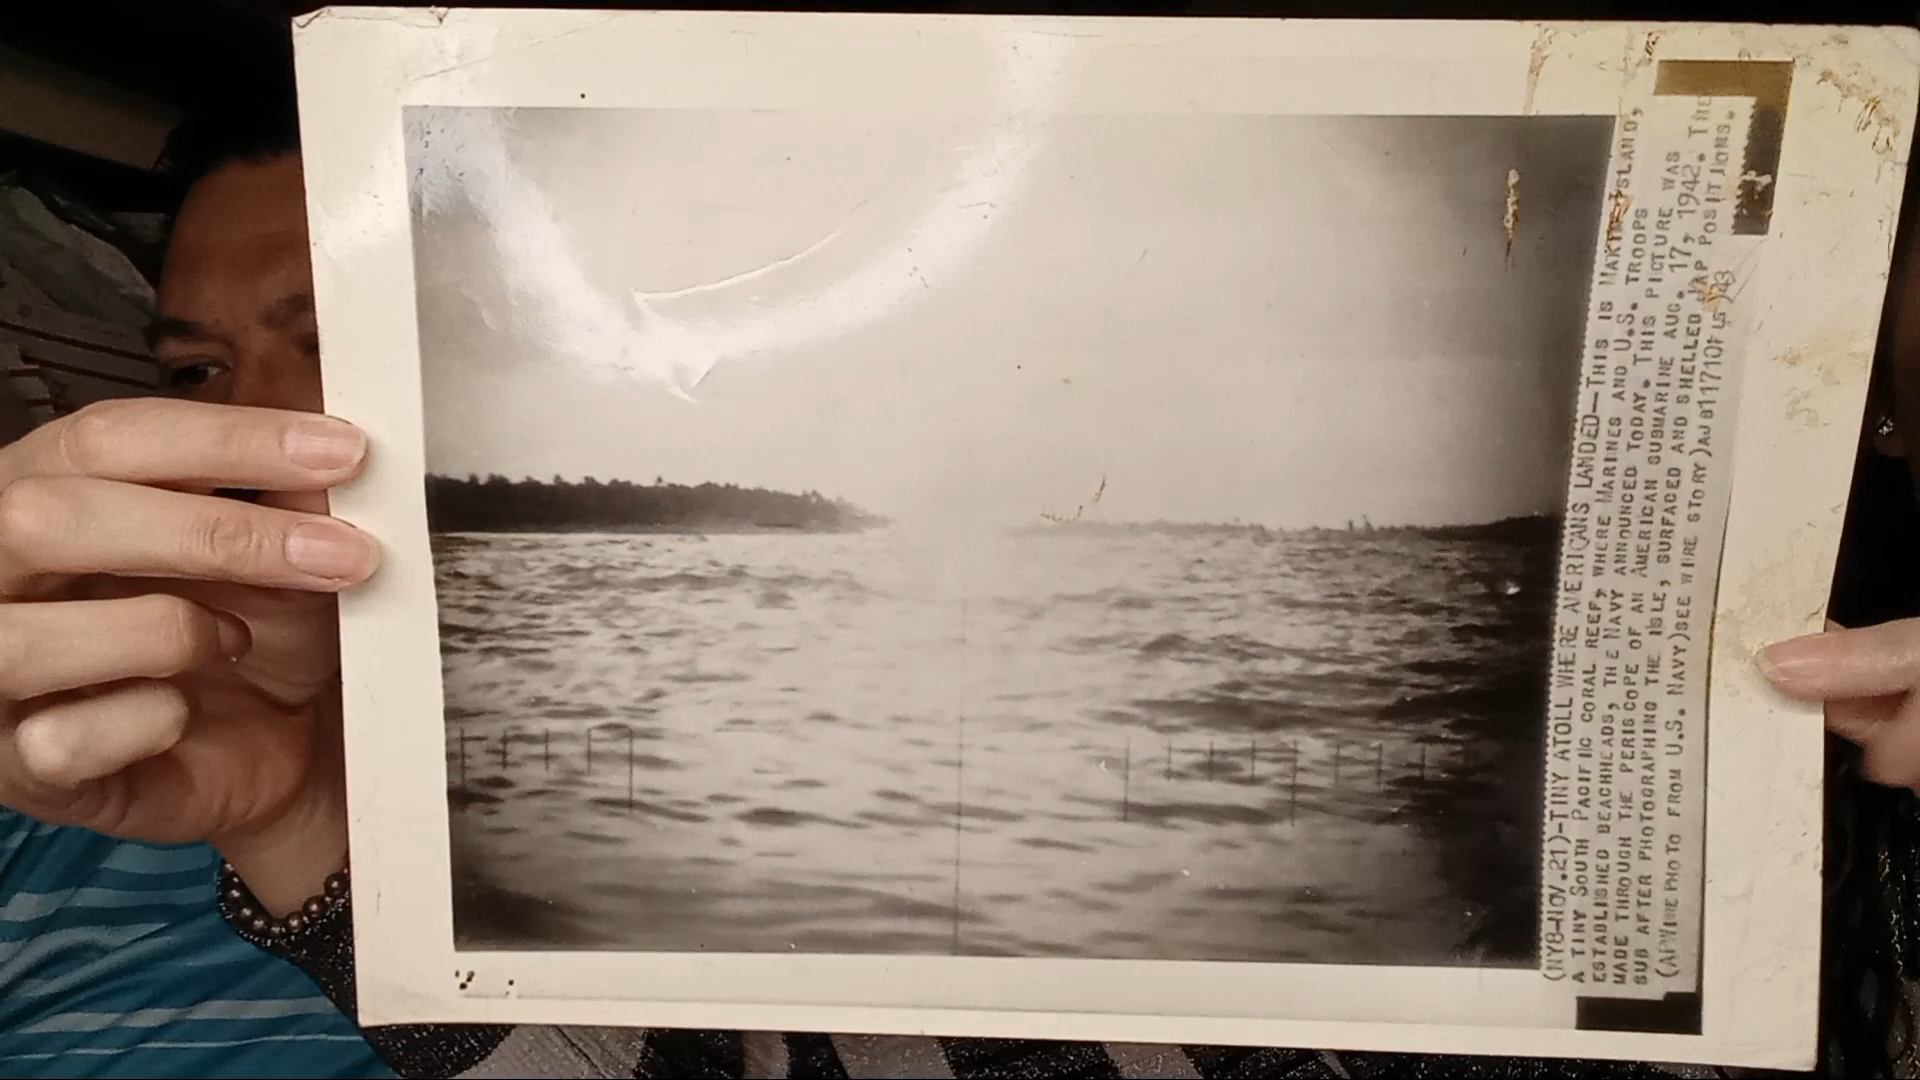 (NY8-NOV.21)-TINY ATOLL WHERE AMERICANS LANDED—THIS IS MAKIN ISLAND,
A TINY SOUTH PACIFIC CORAL REEF, WHERE MARINES AND U.S. TROOPS
ESTABLISHED BEACHHEADS, THE NAVY ANNOUNCED TODAY. THIS PICTURE WAS
MADE THROUGH THE PERISCOPE OF AN AMERICAN SUBMARINE AUG. 17, 1942. THE
SUB AFTER PHOTOGRAPHING THE ISLE, SURFACED AND SHELLED JAP POSITIONS.
(AP WIREPHOTO FROM U.S. NAVY)SEE WIRE STORY)